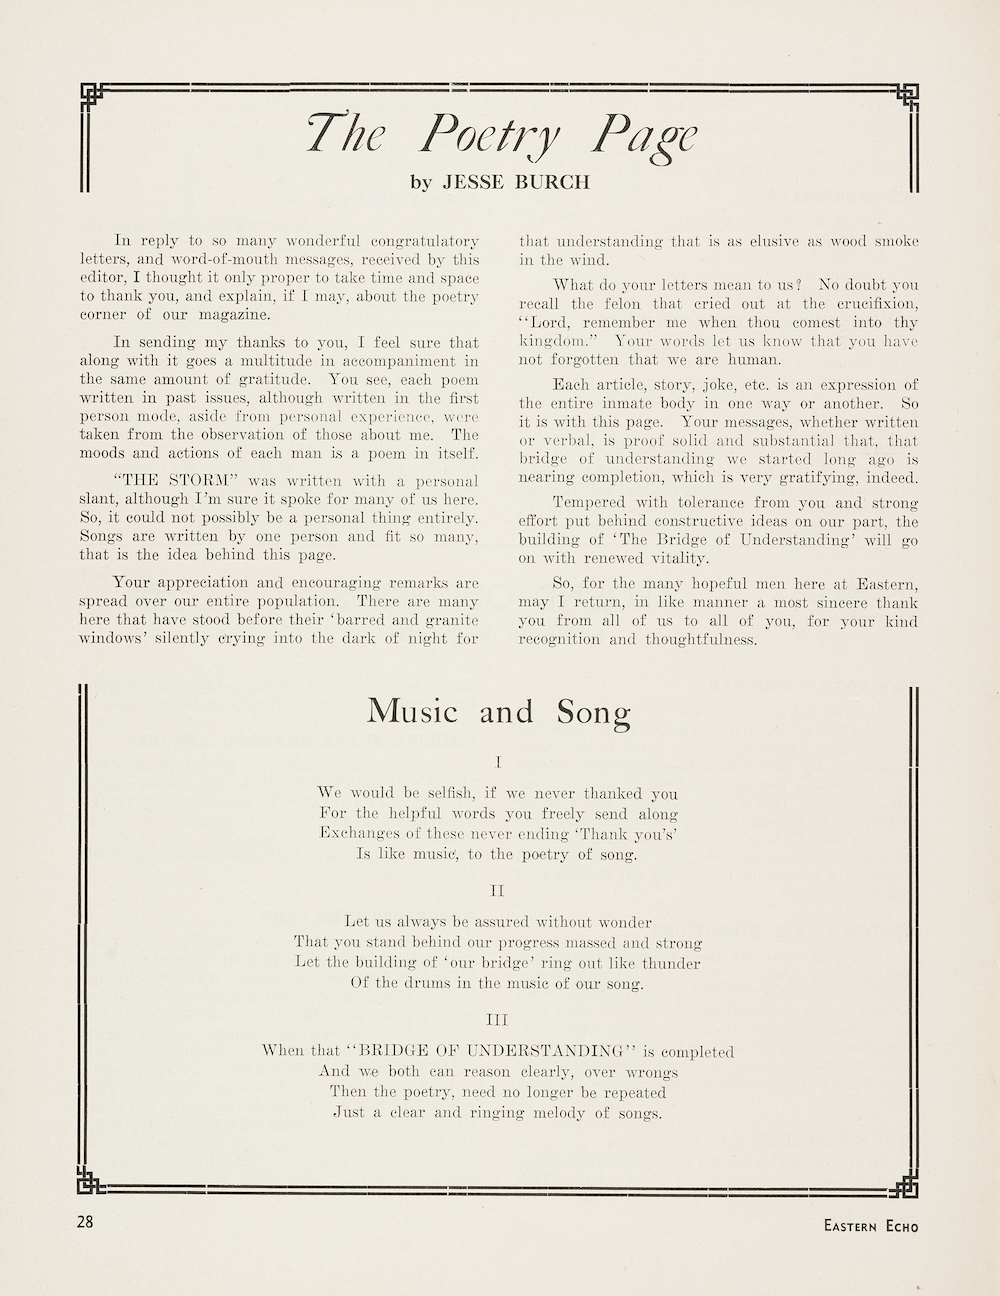 The Poetry Page
by JESSE BURCH
In reply to so many wonderful congratulatory
letters, and word-of-mouth messages, received by this
editor, I thought it only proper to take time and space
to thank you, and explain, if I may, about the poetry
corner of our magazine.
In sending my thanks to you, I feel sure that
along with it goes a multitude in accompaniment in
the same amount of gratitude. You see, each poem
written in past issues, although written in the first
person mode, aside from personal experience, were
taken from the observation of those about me. The
moods and actions of each man is a poem in itself.
“THE STORM” was written with a personal
slant, although I’m sure it spoke for many of us here.
So, it could not possibly be a personal thing entirely.
Songs are written by one person and fit so many,
that is the idea behind this page.
Your appreciation and encouraging remarks are
spread over our entire population. There are many
here that have stood before their ‘barred and granite
windows’ silently crying into the dark of night for
that understanding that is as elusive as wood smoke
in the wind.
What do your letters mean to us? No doubt you
recall the felon that cried out at the crucifixion,
“Lord, remember me when thou comest into thy
kingdom.” Your words let us know that you have
not forgotten that we are human.
Each article, story, joke, etc. is an expression of
the entire inmate body in one way or another. So
it is with this page. Your messages, whether written
or verbal, is proof solid and substantial that, that
bridge of understanding we started long ago is
nearing completion, which is very gratifying, indeed.
Tempered with tolerance from you and strong
effort put behind constructive ideas on our part, the
building of ‘The Bridge of Understanding’ will go
on with renewed vitality.
So, for the many hopeful men here at Eastern,
may I return, in like manner a most sincere thank
you from all of us to all of you, for your kind
recognition and thoughtfulness.
Music and Song
I
We would be selfish, if we never thanked you
For the helpful words you freely send along
Exchanges of these never ending ‘Thank you’s’
Is like music, to the poetry of song.
II
Let us always be assured without wonder
That you stand behind our progress massed and strong
Let the building of ‘our bridge’ ring out like thunder
Of the drums in the music of our song.
III
When that “BRIDGE OF UNDERSTANDING” is completed
And we both can reason clearly, over wrongs
Then the poetry, need no longer be repeated
Just a clear and ringing melody of songs.
28
EASTERN ECHO